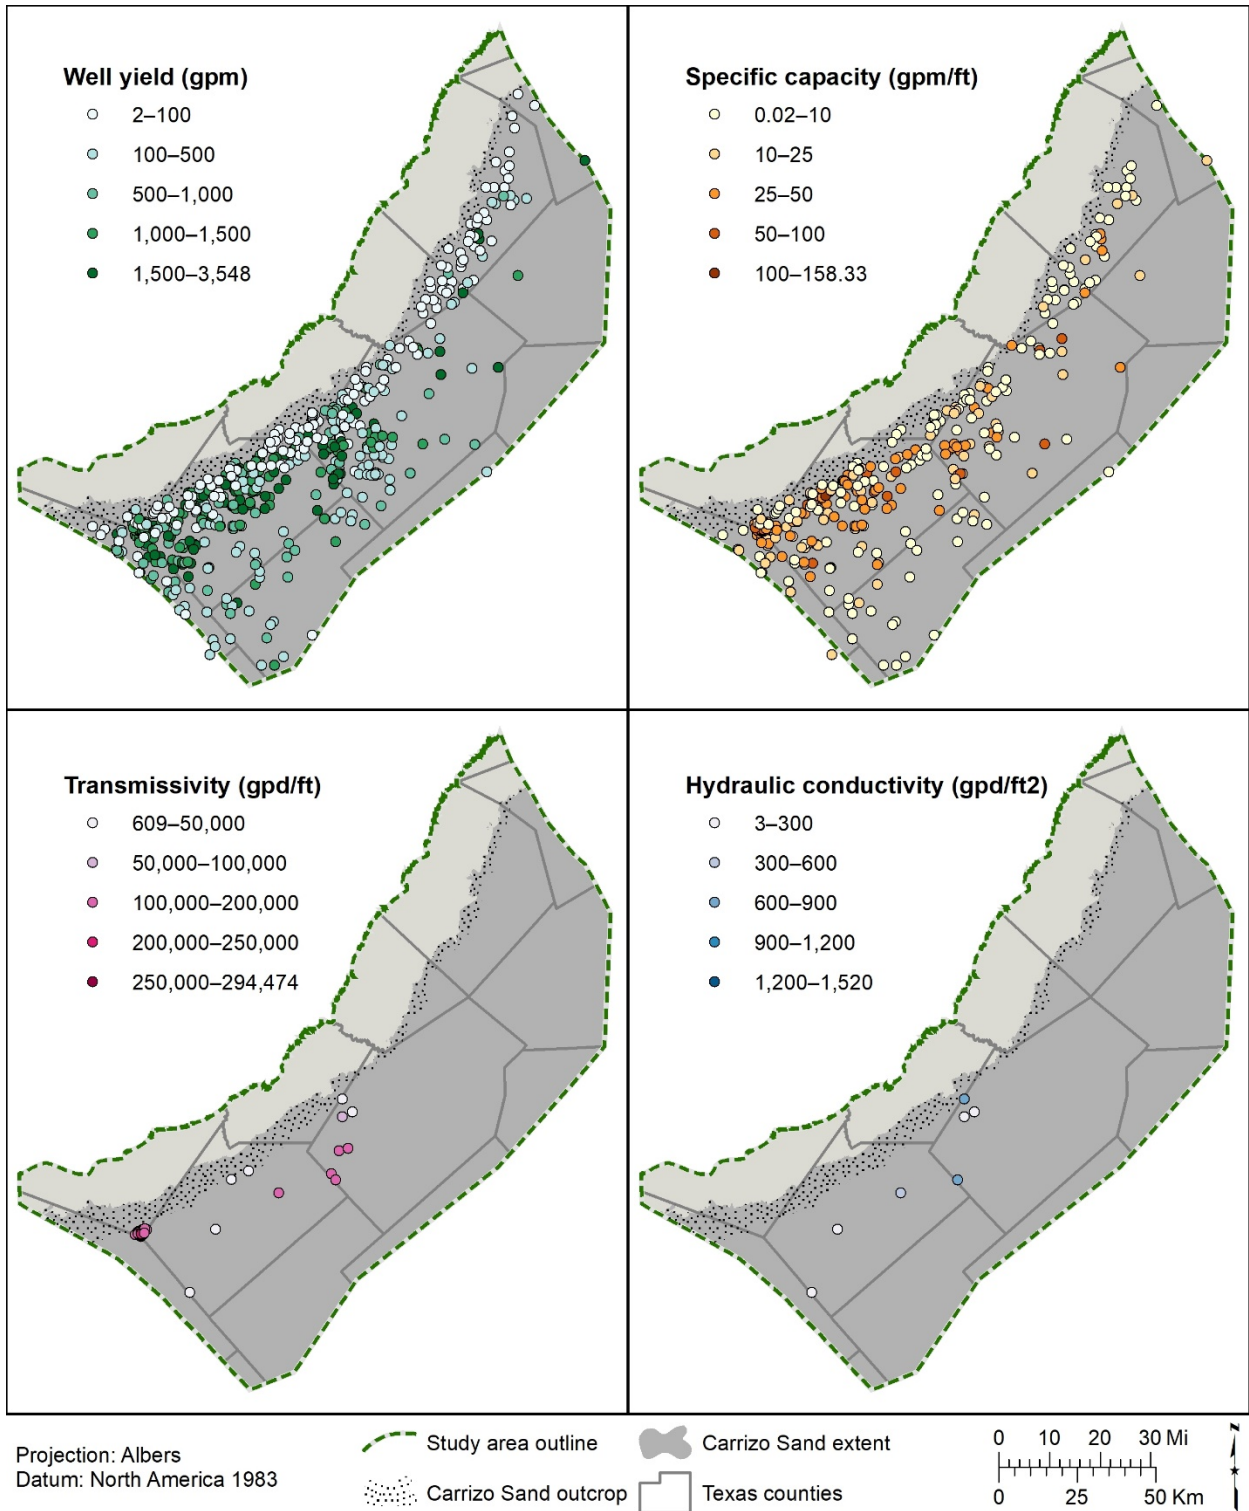 Well yield (gpm)
2–100
100–500
500–1,000
1,000–1,500
1,500–3,548
Specific capacity (gpm/ft)
0.02–10
10–25
25–50
50–100
100–158.33
Transmissivity (gpd/ft)
609–50,000
50,000–100,000
100,000–200,000
200,000–250,000
250,000–294,474
Hydraulic conductivity (gpd/ft2)
3–300
300–600
600–900
900–1,200
1,200–1,520
Projection: Albers
Datum: North America 1983
Study area outline
Carrizo Sand outcrop
Carrizo Sand extent
Texas counties
0 10 20 30 Mi
0 25 50 Km
N